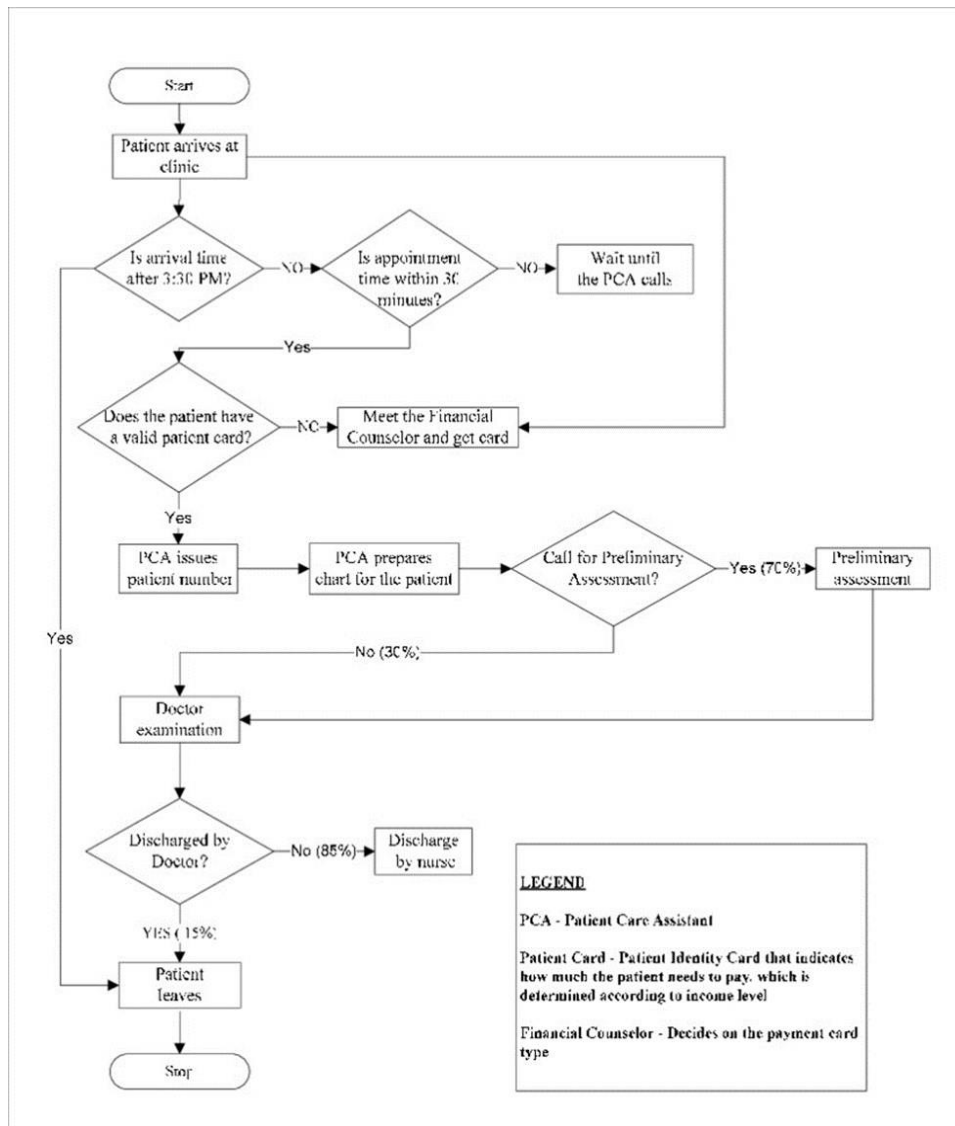 Start
Patient arrives at
clinic
Is arrival time
after 3:30 PM?
NO
Is appointment
time within 30
minutes?
NO
Wait until
the PCA calls
Yes
Does the patient have
a valid patient card?
NO
Meet the Financial
Counselor and get card
Yes
PCA issues
patient number
PCA prepares
chart for the patient
Call for Preliminary
Assessment?
Yes (70%)
Preliminary
assessment
Yes
No (30%)
Doctor
examination
Discharged by
Doctor?
No (85%)
Discharge
by nurse
YES (15%)
Patient
leaves
Stop
LEGEND
PCA - Patient Care Assistant
Patient Card - Patient Identity Card that indicates
how much the patient needs to pay. which is
determined according to income level
Financial Counselor - Decides on the payment card
type